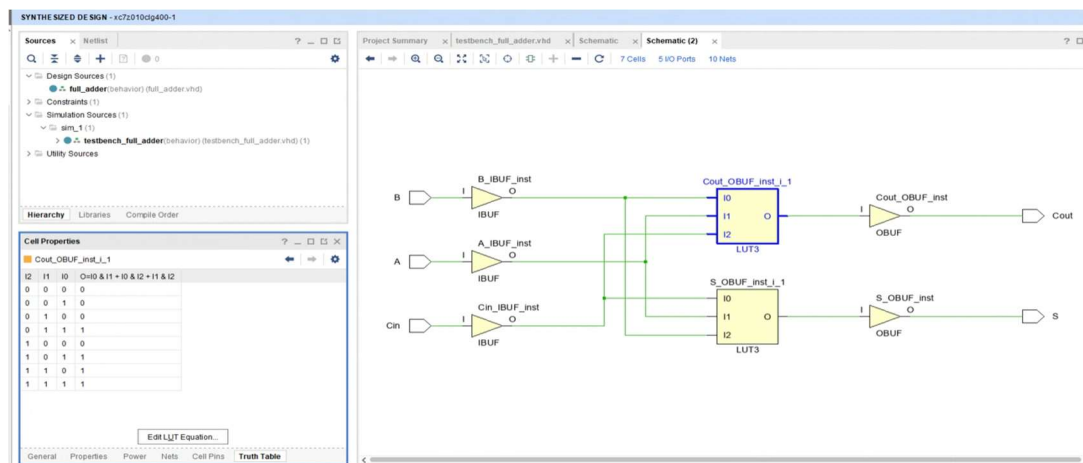 SYNTHESIZED DESIGN - xc7z010clg400-1
Sources × Netlist ? _ □
0
Design Sources (1)
full_adder(behavior) (full_adder.vhd)
Constraints (1)
Simulation Sources (1)
sim_1 (1)
testbench_full_adder(behavior) (testbench_full_adder.vhd) (1)
Utility Sources
Hierarchy Libraries Compile Order
Cell Properties ? _ □ ×
Cout_OBUF_inst_i_1
I2 I1 I0 O=I0 & I1 + I0 & I2 + I1 & I2
0 0 0 0
0 0 1 0
0 1 0 0
0 1 1 1
1 0 0 0
1 0 1 1
1 1 0 1
1 1 1 1
Edit LUT Equation...
General Properties Power Nets Cell Pins Truth Table
Project Summary × testbench_full_adder.vhd × Schematic × Schematic (2) × ?
7 Cells 5 I/O Ports 10 Nets
B
I
B_IBUF_inst
O
IBUF
A
I
A_IBUF_inst
O
IBUF
Cin
I
Cin_IBUF_inst
O
IBUF
Cout_OBUF_inst_i_1
I0
I1 O
I2
LUT3
S_OBUF_inst_i_1
I0
I1 O
I2
LUT3
Cout_OBUF_inst
I O
OBUF
Cout
S_OBUF_inst
I O
OBUF
S